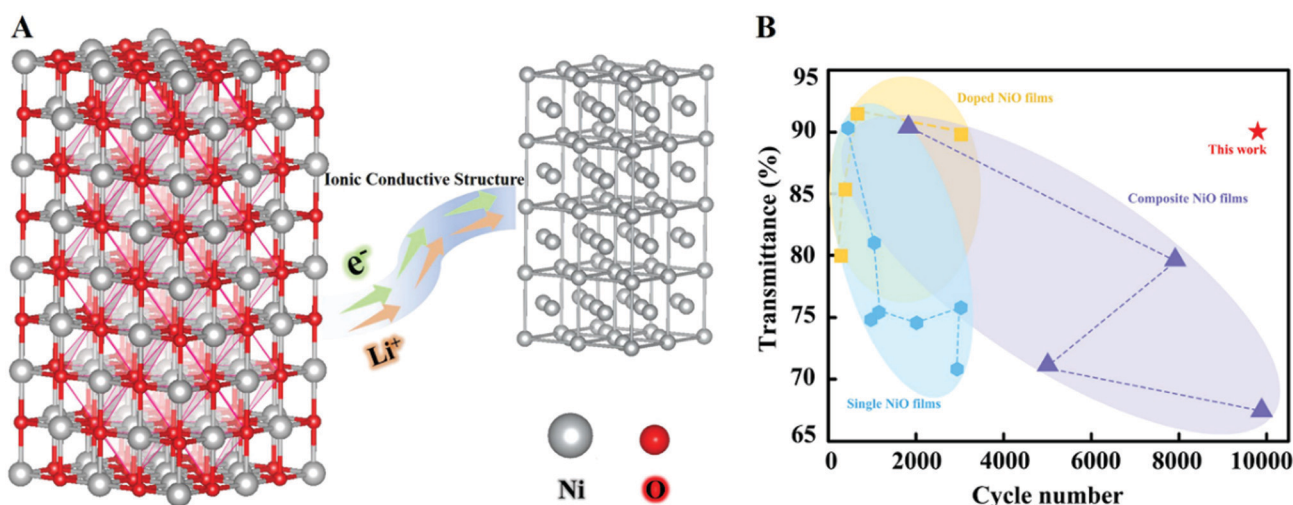 A
Ionic Conductive Structure
e-
Li+
Ni
O
B
Transmittance (%)
95
90
85
80
75
70
65
Doped NiO films
This work
Composite NiO films
Single NiO films
0
2000
4000
6000
8000
10000
Cycle number